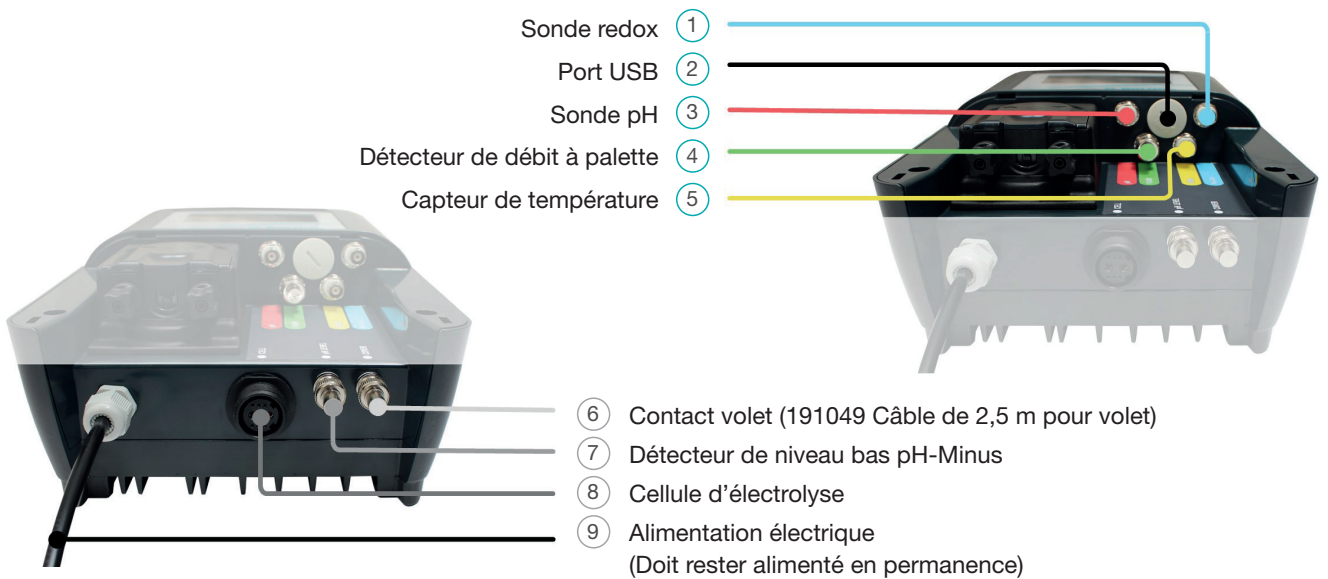 Sonde redox 1
Port USB 2
Sonde pH 3
Détecteur de débit à palette 4
Capteur de température 5
6 Contact volet (191049 Câble de 2,5 m pour volet)
7 Détecteur de niveau bas pH-Minus
8 Cellule d'électrolyse
9 Alimentation électrique
(Doit rester alimenté en permanence)